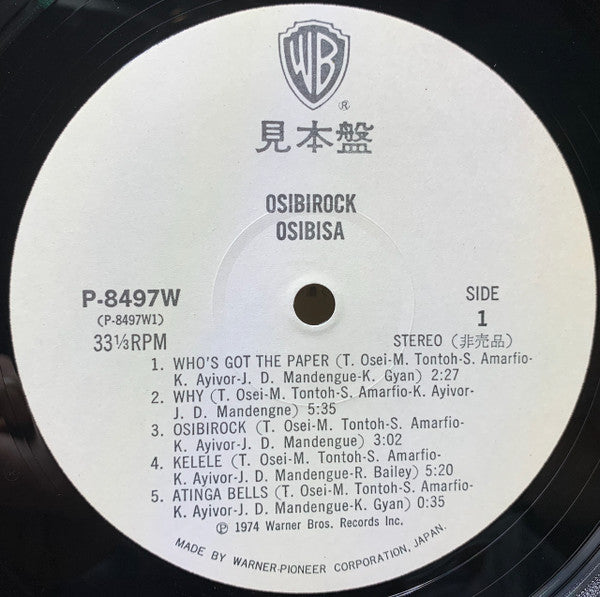 WB
®
見本盤
OSIBIROCK
OSIBISA
P-8497W
(P-8497W1)
33⅓RPM
SIDE
1
STEREO (非売品)
1. WHO'S GOT THE PAPER (T. Osei-M. Tontoh-S. Amarfio-
K. Ayivor-J. D. Mandengue-K. Gyan) 2:27
2. WHY (T. Osei-M. Tontoh-S. Amarfio-K. Ayivor-
J. D. Mandengne) 5:35
3. OSIBIROCK (T. Osei-M. Tontoh-S. Amarfio-
K. Ayivor-J. D. Mandengue) 3:02
4. KELELE (T. Osei-M. Tontoh-S. Amarfio-
K. Ayivor-J. D. Mandengue-R. Bailey) 5:20
5. ATINGA BELLS (T. Osei-M. Tontoh-S. Amarfio-
K. Ayivor-J. D. Mandengue-K. Gyan) 0:35
℗ 1974 Warner Bros. Records Inc.
MADE BY WARNER-PIONEER CORPORATION, JAPAN.